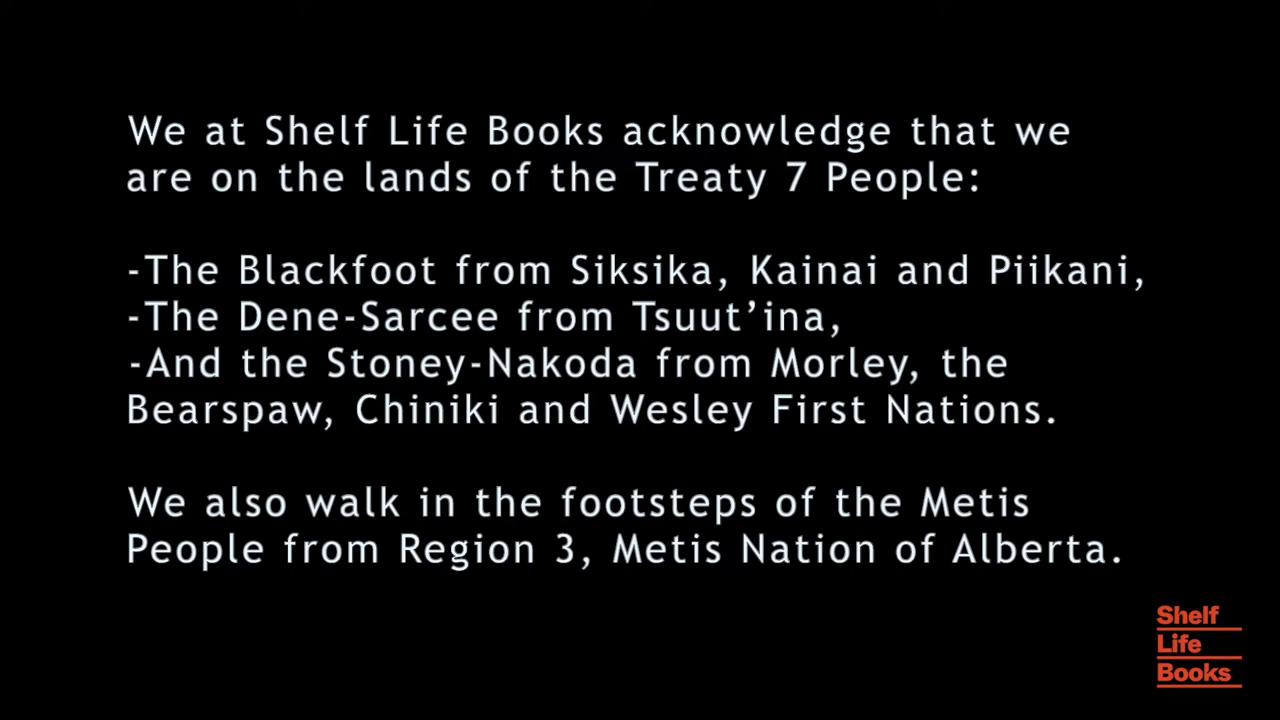 We at Shelf Life Books acknowledge that we
are on the lands of the Treaty 7 People:
-The Blackfoot from Siksika, Kainai and Piikani,
-The Dene-Sarcee from Tsuut’ina,
-And the Stoney-Nakoda from Morley, the
Bearspaw, Chiniki and Wesley First Nations.
We also walk in the footsteps of the Metis
People from Region 3, Metis Nation of Alberta.
Shelf
Life
Books